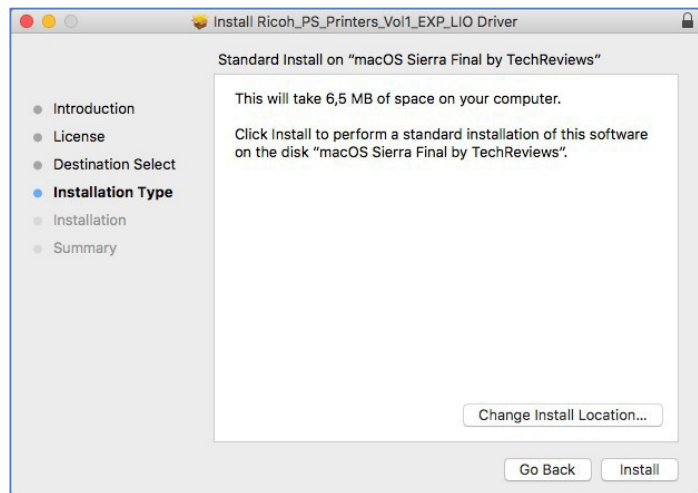 Install Ricoh_PS_Printers_Vol1_EXP_LIO Driver
Standard Install on “macOS Sierra Final by TechReviews”
Introduction
License
Destination Select
Installation Type
Installation
Summary
This will take 6,5 MB of space on your computer.
Click Install to perform a standard installation of this software
on the disk “macOS Sierra Final by TechReviews”.
Change Install Location...
Go Back
Install